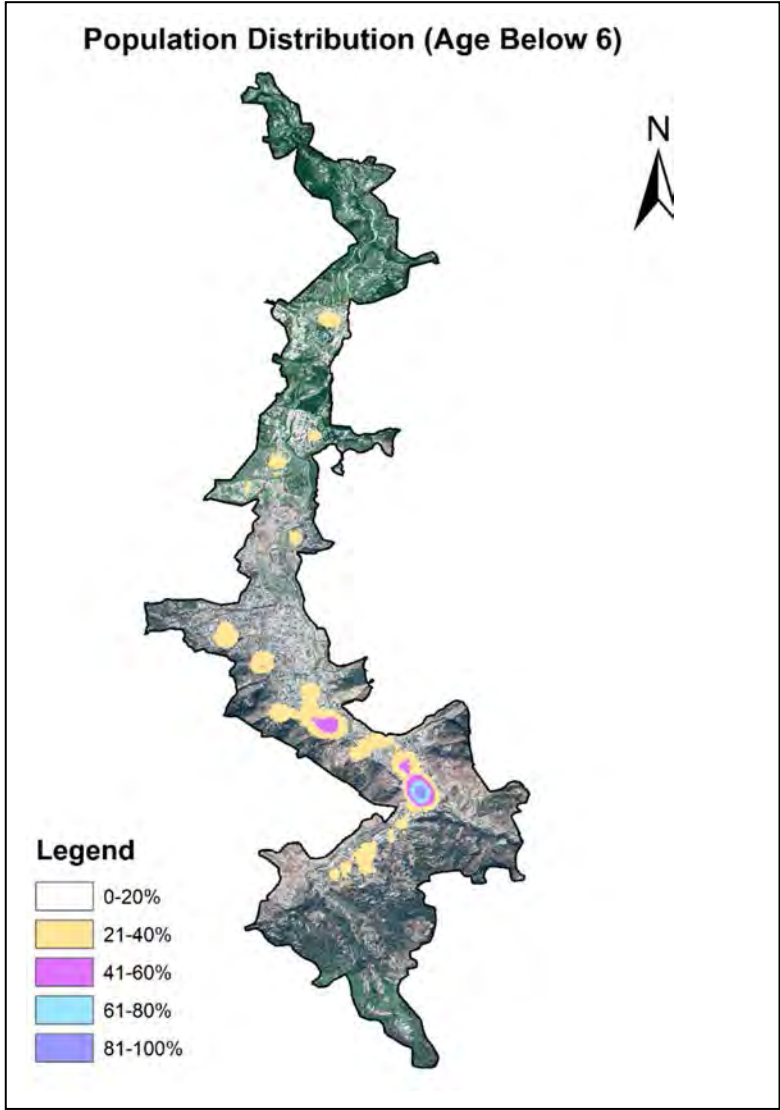 Population Distribution (Age Below 6)
N
Legend
0-20%
21-40%
41-60%
61-80%
81-100%